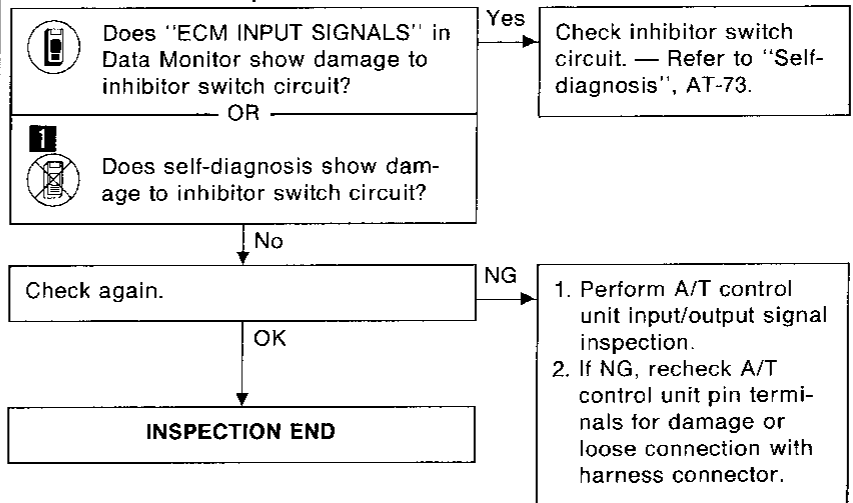 Does "ECM INPUT SIGNALS" in
Data Monitor show damage to
inhibitor switch circuit?
OR
1
Does self-diagnosis show dam-
age to inhibitor switch circuit?
Yes
Check inhibitor switch
circuit. — Refer to "Self-
diagnosis", AT-73.
No
Check again.
NG
1. Perform A/T control
unit input/output signal
inspection.
2. If NG, recheck A/T
control unit pin termi-
nals for damage or
loose connection with
harness connector.
OK
INSPECTION END